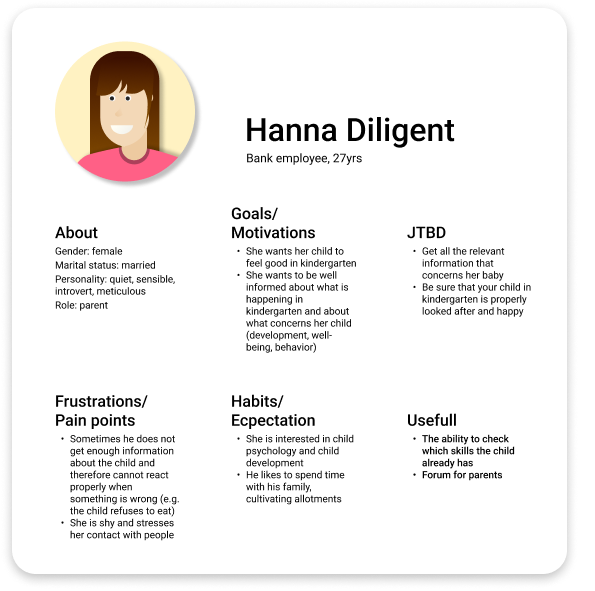 Hanna Diligent
Bank employee, 27yrs
About
Gender: female
Marital status: married
Personality: quiet, sensible,
introvert, meticulous
Role: parent
Goals/
Motivations
• She wants her child to
feel good in kindergarten
• She wants to be well
informed about what is
happening in
kindergarten and about
what concerns her child
(development, well-
being, behavior)
JTBD
• Get all the relevant
information that
concerns her baby
• Be sure that your child in
kindergarten is properly
looked after and happy
Frustrations/
Pain points
• Sometimes he does not
get enough information
about the child and
therefore cannot react
properly when
something is wrong (e.g.
the child refuses to eat)
• She is shy and stresses
her contact with people
Habits/
Ecpectation
• She is interested in child
psychology and child
development
• He likes to spend time
with his family,
cultivating allotments
Usefull
• The ability to check
which skills the child
already has
• Forum for parents